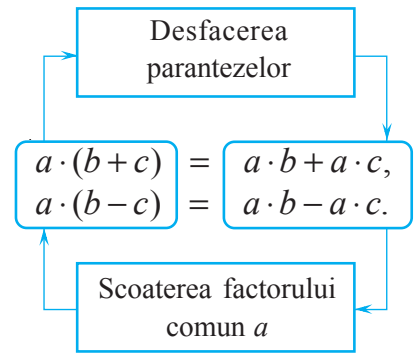 Desfacerea
parantezelor
a·(b+c) = a·b+a·c,
a·(b−c) = a·b−a·c.
Scoaterea factorului
comun a